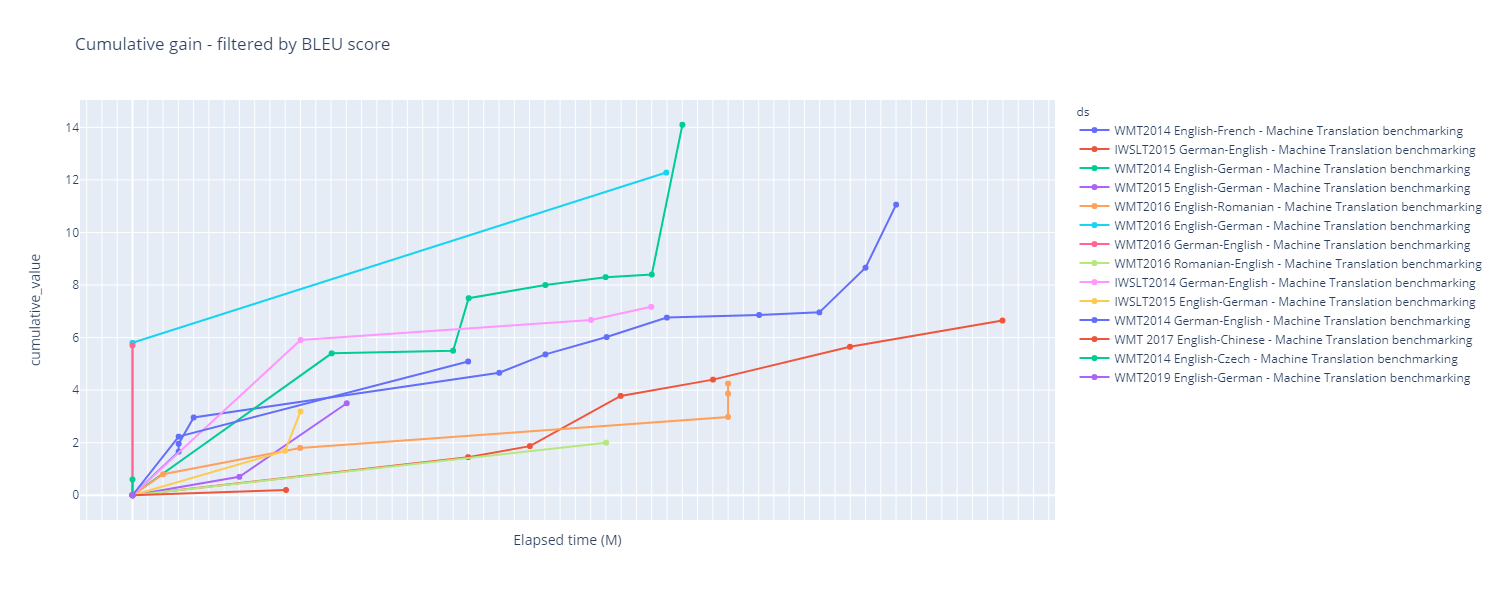 Cumulative gain - filtered by BLEU score
cumulative_value
14
12
10
8
6
4
2
0
Elapsed time (M)
ds
WMT2014 English-French - Machine Translation benchmarking
IWSLT2015 German-English - Machine Translation benchmarking
WMT2014 English-German - Machine Translation benchmarking
WMT2015 English-German - Machine Translation benchmarking
WMT2016 English-Romanian - Machine Translation benchmarking
WMT2016 English-German - Machine Translation benchmarking
WMT2016 German-English - Machine Translation benchmarking
WMT2016 Romanian-English - Machine Translation benchmarking
IWSLT2014 German-English - Machine Translation benchmarking
IWSLT2015 English-German - Machine Translation benchmarking
WMT2014 German-English - Machine Translation benchmarking
WMT 2017 English-Chinese - Machine Translation benchmarking
WMT2014 English-Czech - Machine Translation benchmarking
WMT2019 English-German - Machine Translation benchmarking